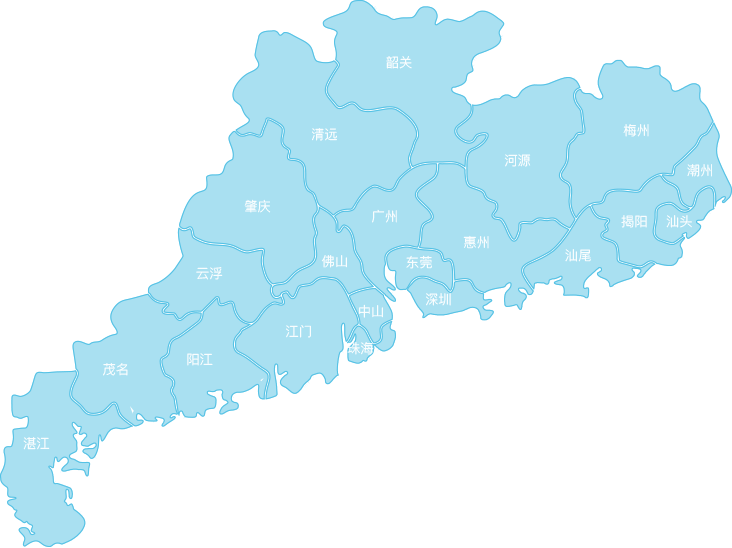 韶关
清远
梅州
河源
潮州
肇庆
广州
揭阳
汕头
惠州
汕尾
佛山
东莞
云浮
深圳
中山
江门
珠海
阳江
茂名
湛江